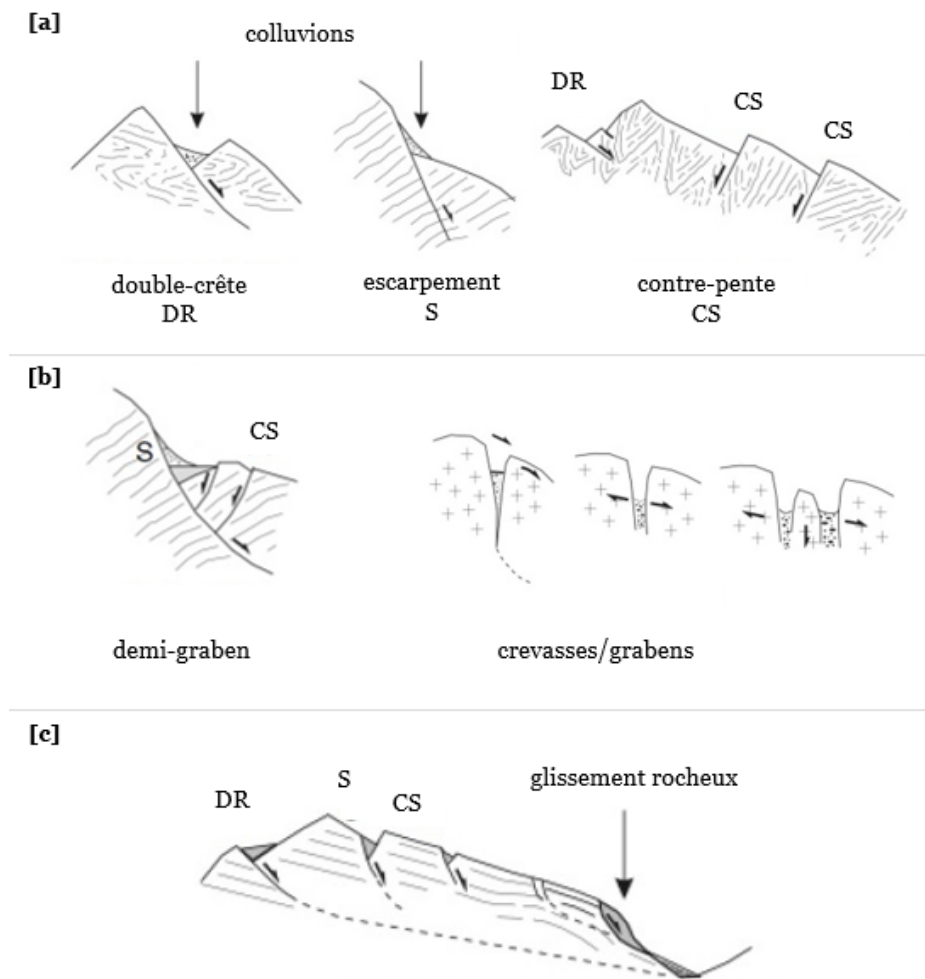 [a]
colluvions
DR
CS
CS
double-crête
DR
escarpement
S
contre-pente
CS
[b]
S
CS
demi-graben
crevasses/grabens
[c]
DR
S
CS
glissement rocheux